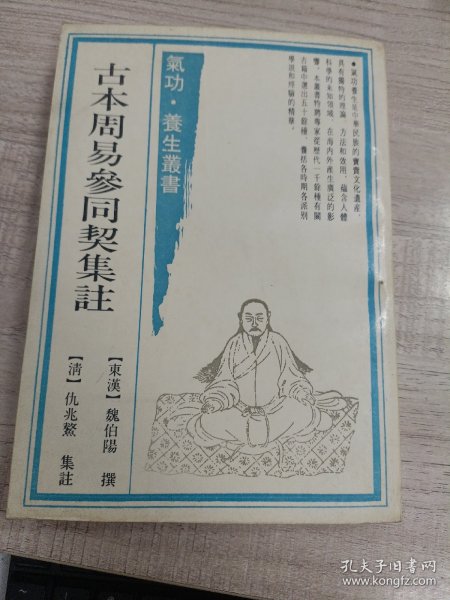 ●氣功養生是中華民族的寶貴文化遺産，
具有獨特的理論、方法和效用，蘊含人體
科學的未知領域，在海内外產生廣泛的影
響。本叢書特聘專家從歷代一千餘種有關
古籍中選出五十餘種，囊括各時期各派别
學説和經驗的精華。
氣功·養生叢書
古本周易參同契集註
【東漢】魏伯陽 撰
【清】仇兆鰲 集註
孔夫子旧书网
www.kongfz.com